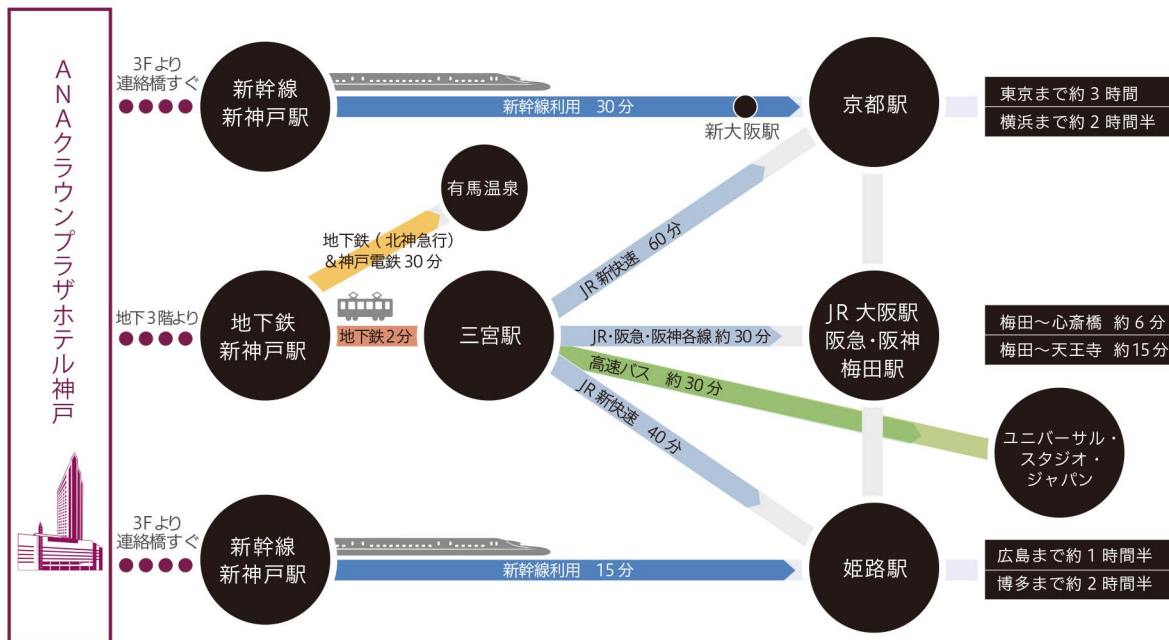 ANAクラウンプラザホテル神戸
3Fより
連絡橋すぐ
新幹線
新神戸駅
新幹線利用 30分
新大阪駅
京都駅
東京まで約3時間
横浜まで約2時間半
有馬温泉
地下鉄(北神急行)
&神戸電鉄30分
JR新快速 60分
地下3階より
地下鉄
新神戸駅
地下鉄2分
三宮駅
JR・阪急・阪神各線 約30分
JR大阪駅
阪急・阪神
梅田駅
梅田〜心斎橋 約6分
梅田〜天王寺 約15分
高速バス 約30分
JR新快速 40分
ユニバーサル・
スタジオ・
ジャパン
3Fより
連絡橋すぐ
新幹線
新神戸駅
新幹線利用 15分
姫路駅
広島まで約1時間半
博多まで約2時間半